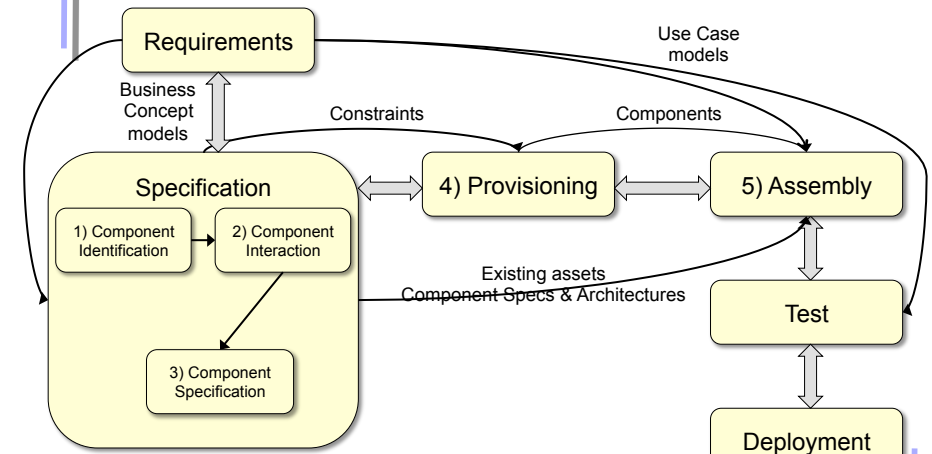 Requirements
Use Case
models
Business
Concept
models
Constraints
Components
Specification
4) Provisioning
5) Assembly
1) Component
Identification
2) Component
Interaction
Existing assets
Component Specs & Architectures
Test
3) Component
Specification
Deployment